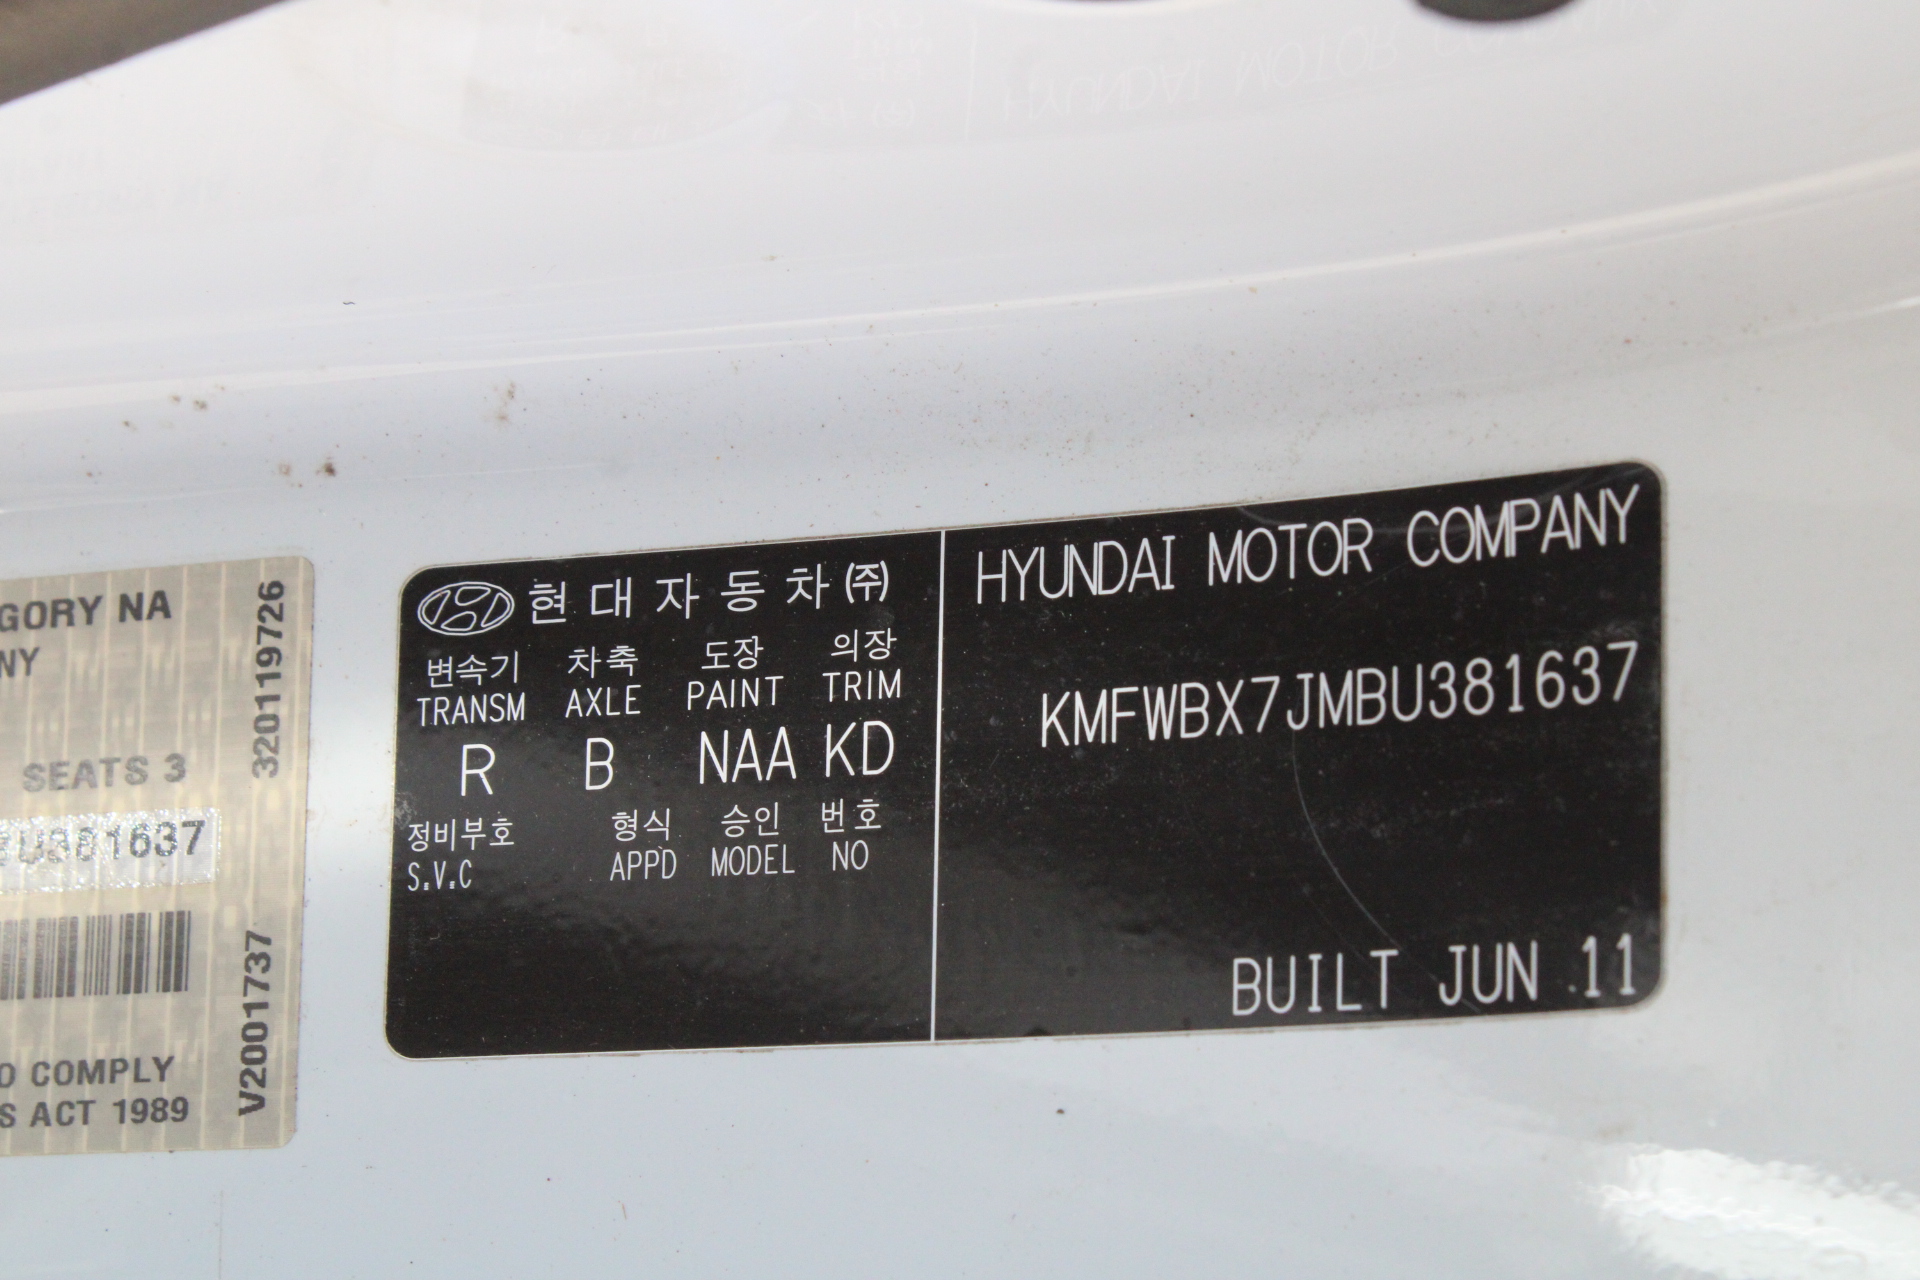 GORY NA
NY
SEATS 3
BU381637
O COMPLY
S ACT 1989
320119726
V2001737
현대자동차(주)
변속기 차축 도장 의장
TRANSM AXLE PAINT TRIM
R B NAA KD
정비부호 형식 승인 번호
S.V.C APPD MODEL NO
HYUNDAI MOTOR COMPANY
KMFWBX7JMBU381637
BUILT JUN 11